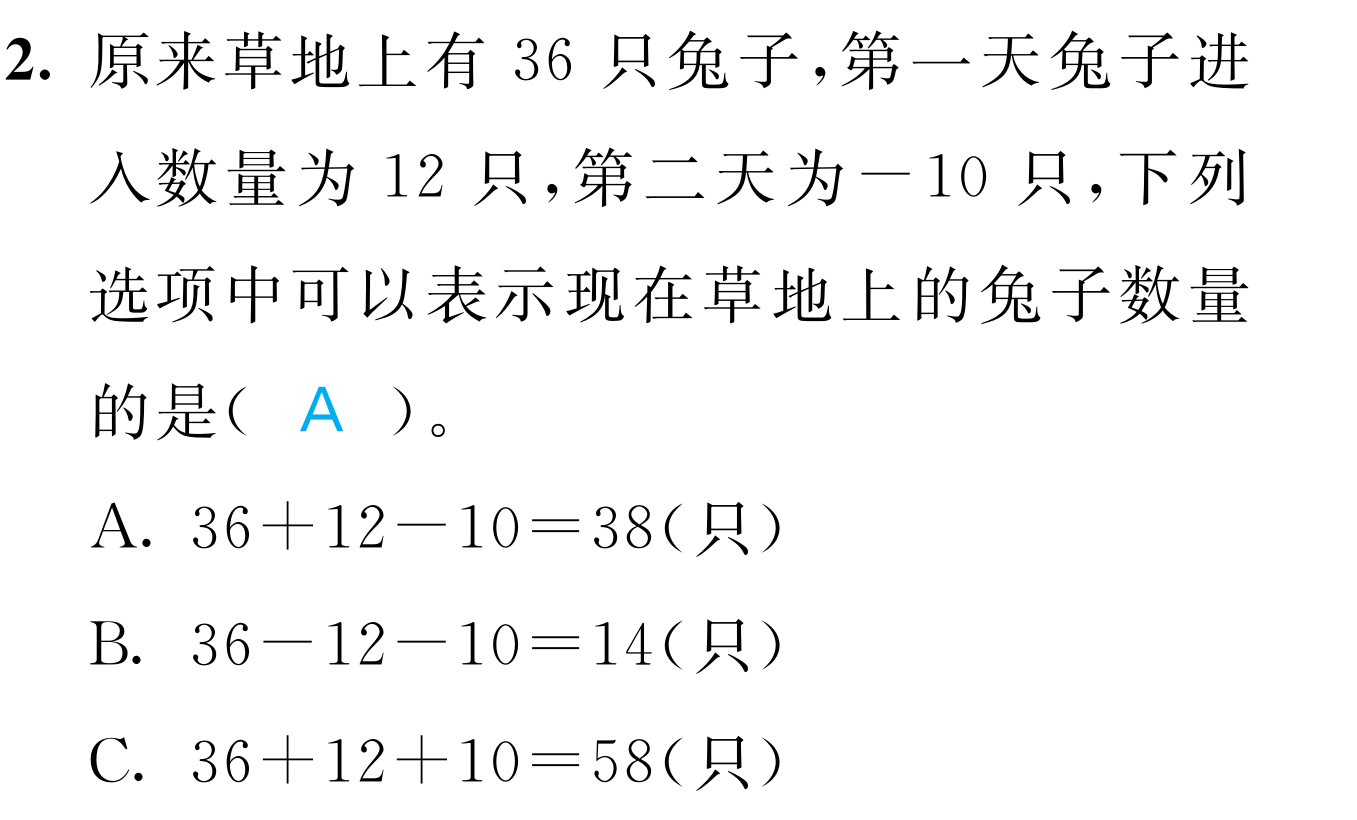 2. 原来草地上有 36 只兔子,第一天兔子进
入数量为 12 只,第二天为－10 只,下列
选项中可以表示现在草地上的兔子数量
的是( A )。
A. 36＋12－10＝38(只)
B. 36－12－10＝14(只)
C. 36＋12＋10＝58(只)